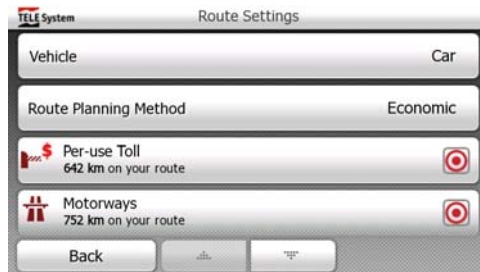 TELE System
Route Settings
Vehicle
Car
Route Planning Method
Economic
$
Per-use Toll
642 km on your route
Motorways
752 km on your route
Back